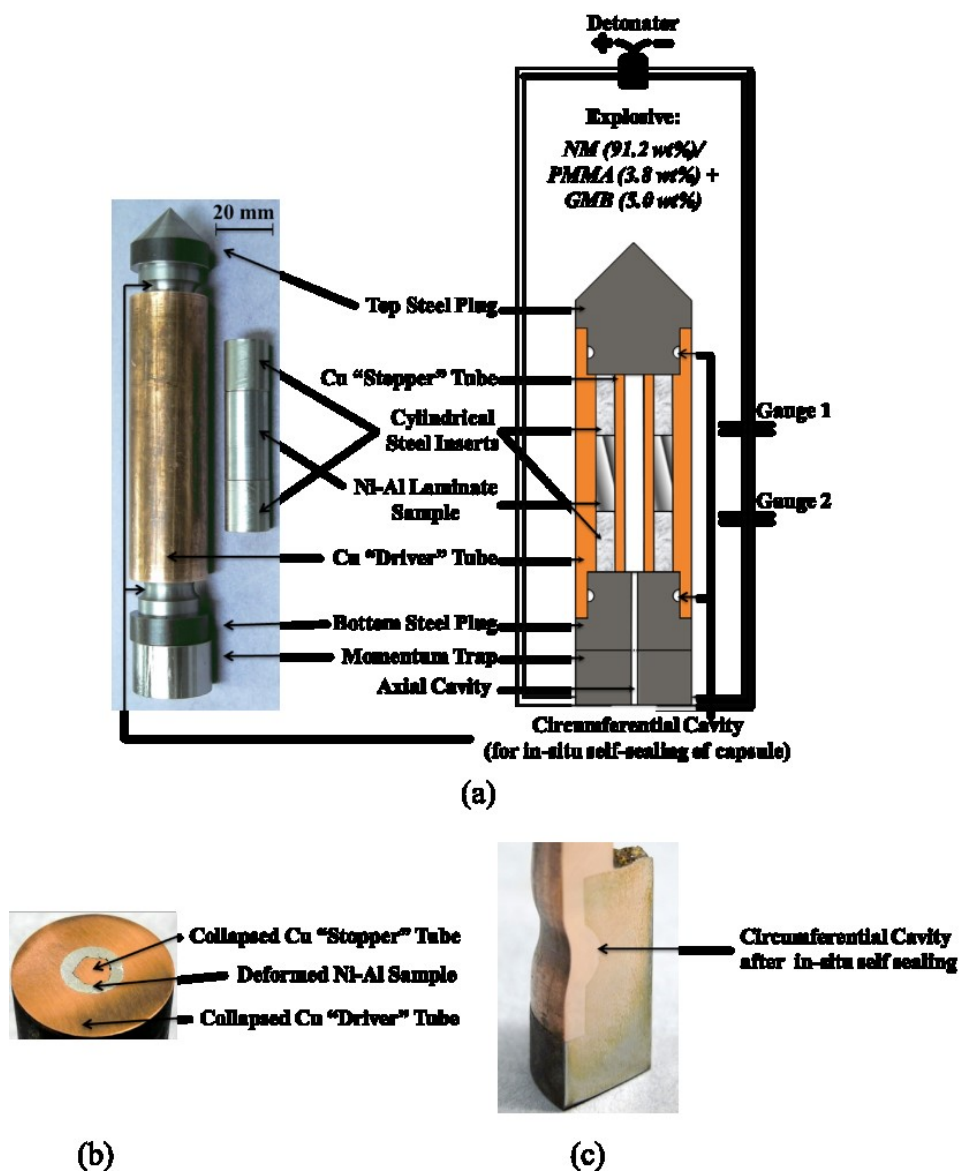 Detonator
Explosive:
NM (91.2 wt%)/
PMMA (3.8 wt%) +
GMB (5.0 wt%)
20 mm
Top Steel Plug
Cu “Stopper” Tube
Gauge 1
Cylindrical
Steel Inserts
Ni-Al Laminate
Sample
Gauge 2
Cu “Driver” Tube
Bottom Steel Plug
Momentum Trap
Axial Cavity
Circumferential Cavity
(for in-situ self-sealing of capsule)
(a)
Collapsed Cu “Stopper” Tube
Deformed Ni-Al Sample
Collapsed Cu “Driver” Tube
Circumferential Cavity
after in-situ self sealing
(b)
(c)